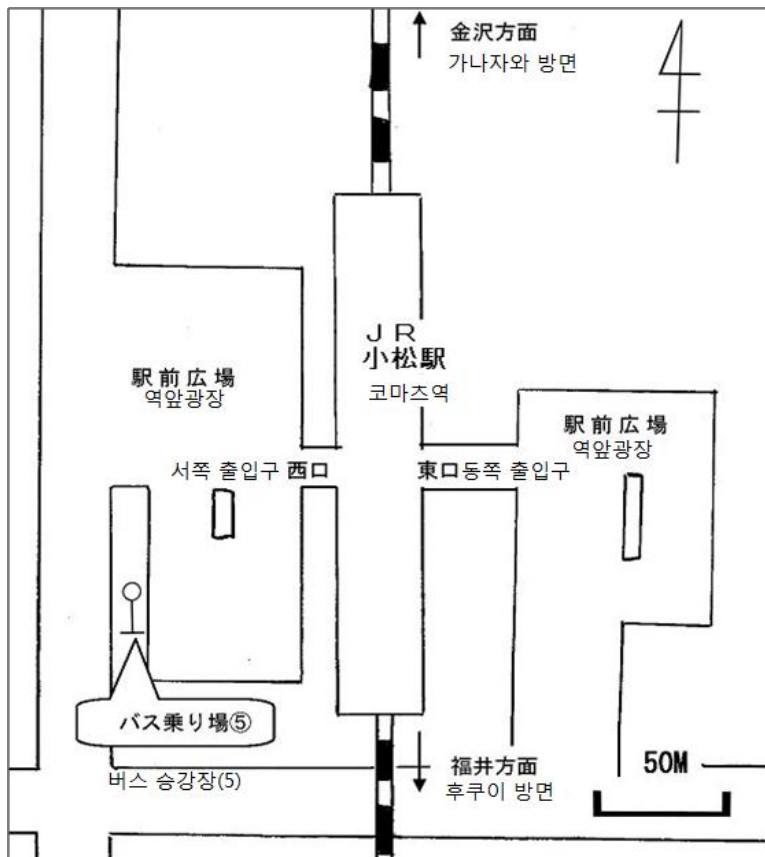 金沢方面
가나자와 방면
ＪＲ
小松駅
코마츠역
駅前広場
역앞광장
駅前広場
역앞광장
서쪽 출입구 西口
東口동쪽 출입구
バス乗り場⑤
버스 승강장(5)
福井方面
후쿠이 방면
50M